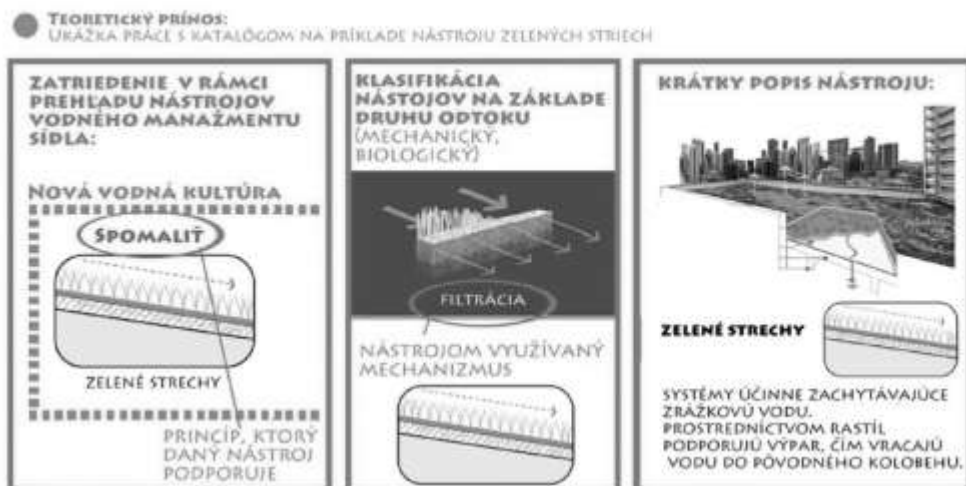 TEORETICKÝ PRÍNOS:
UKÁŽKA PRÁCE S KATALÓGOM NA PRÍKLADE NÁSTROJU ZELENÝCH STRIECH
ZATRIEDENIE V RÁMCI
PREHĽADU NÁSTROJOV
VODNÉHO MANAŽMENTU
SÍDLA:
NOVÁ VODNÁ KULTÚRA
SPOMALIŤ
ZELENÉ STRECHY
PRINCÍP, KTORÝ
DANÝ NÁSTROJ
PODPORUJE
KLASIFIKÁCIA
NÁSTOJOV NA ZÁKLADE
DRUHU ODTOKU
(MECHANICKÝ,
BIOLOGICKÝ)
FILTRÁCIA
NÁSTROJOM VYUŽÍVANÝ
MECHANIZMUS
KRÁTKY POPIS NÁSTROJU:
ZELENÉ STRECHY
SYSTÉMY ÚČINNE ZACHYTÁVAJÚCE
ZRÁŽKOVÚ VODU.
PROSTREDNÍCTVOM RASTLÍN
PODPORUJÚ VÝPAR, ČÍM VRACAJÚ
VODU DO PÔVODNÉHO KOLOBEHU.